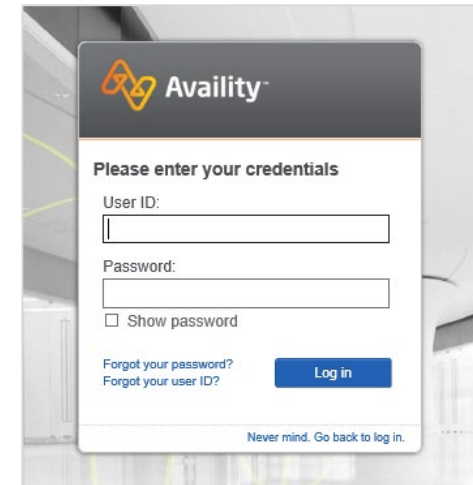 Availity™
Please enter your credentials
User ID:
Password:
Show password
Forgot your password?
Forgot your user ID?
Log in
Never mind. Go back to log in.